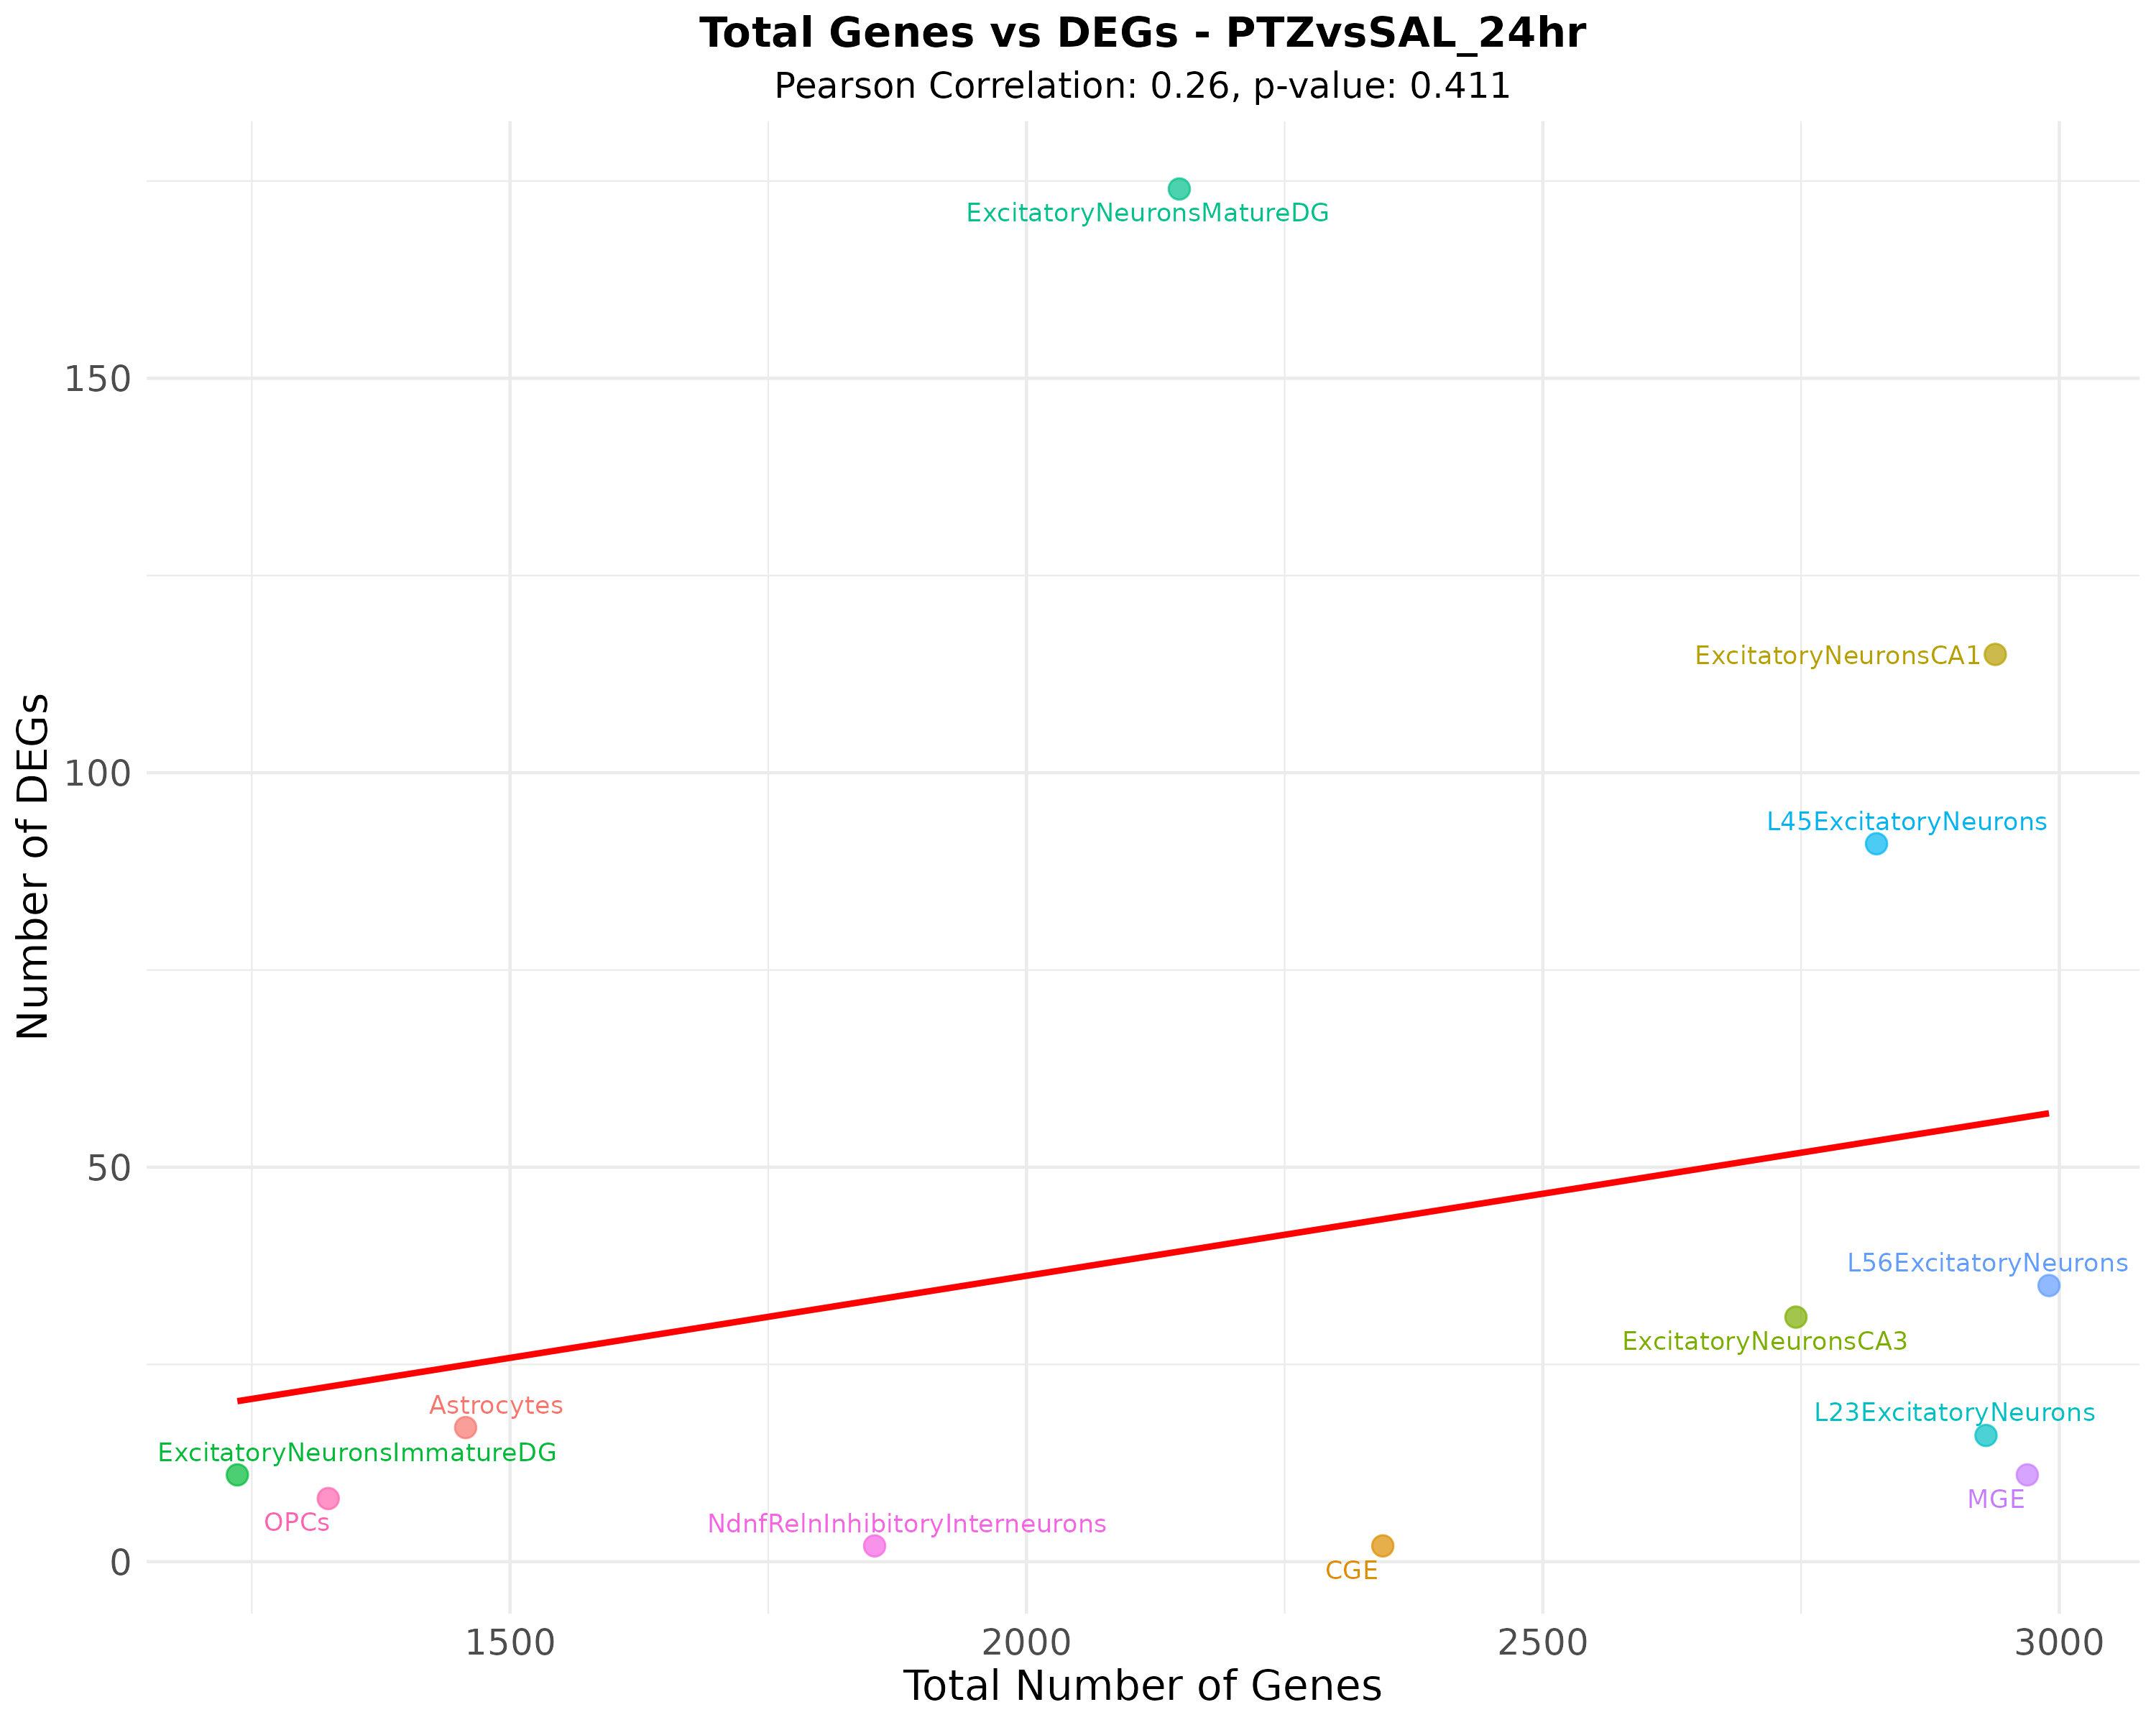 Total Genes vs DEGs - PTZvsSAL_24hr
Pearson Correlation: 0.26, p-value: 0.411
Number of DEGs
150
100
50
0
ExcitatoryNeuronsMatureDG
ExcitatoryNeuronsCA1
L45ExcitatoryNeurons
L56ExcitatoryNeurons
ExcitatoryNeuronsCA3
Astrocytes
L23ExcitatoryNeurons
ExcitatoryNeuronsImmatureDG
MGE
OPCs
NdnfRelnInhibitoryInterneurons
CGE
1500
2000
2500
3000
Total Number of Genes